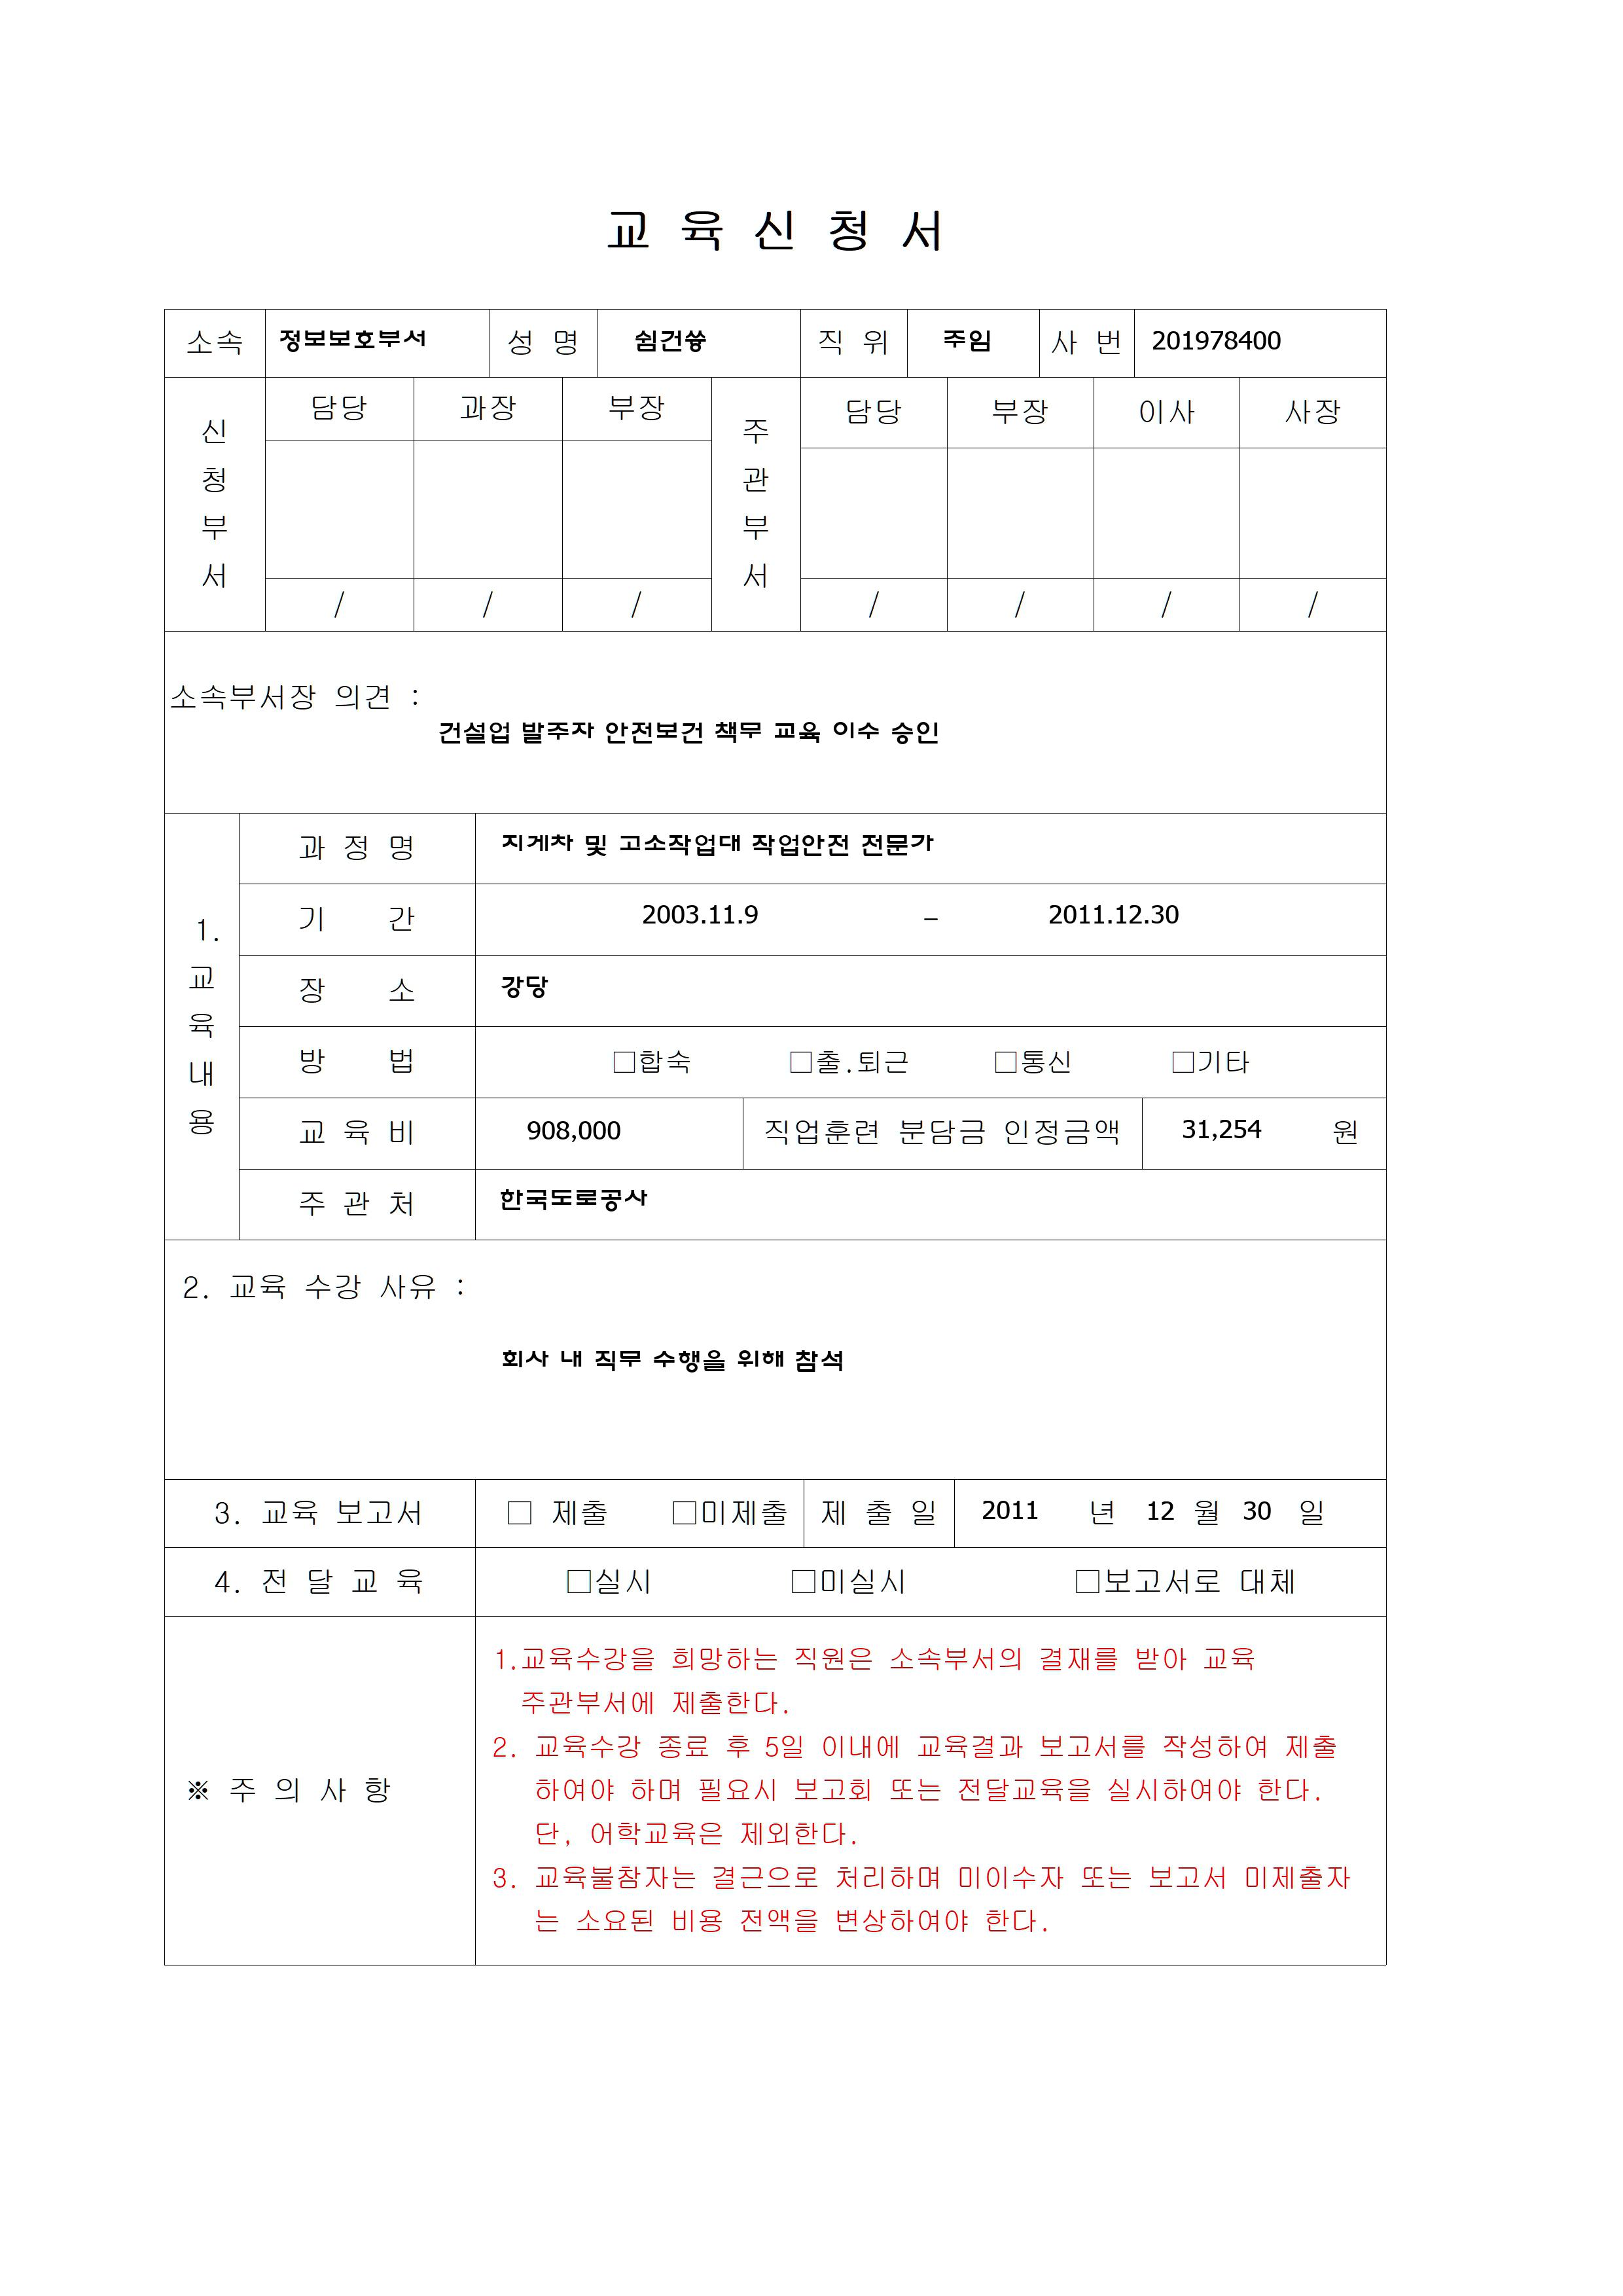 교 육 신 청 서
소속 정보보호부서 성 명 쉼건쓩 직 위 주임 사 번 201978400
신청부서 담당 과장 부장 주관부서 담당 부장 이사 사장
/ / / / / / /
소속부서장 의견 :
건설업 발주자 안전보건 책무 교육 이수 승인
1. 교육내용
과 정 명 지게차 및 고소작업대 작업안전 전문가
기 간 2003.11.9 – 2011.12.30
장 소 강당
방 법 □합숙 □출.퇴근 □통신 □기타
교 육 비 908,000 직업훈련 분담금 인정금액 31,254 원
주 관 처 한국도로공사
2. 교육 수강 사유 :
회사 내 직무 수행을 위해 참석
3. 교육 보고서 □ 제출 □미제출 제 출 일 2011 년 12 월 30 일
4. 전 달 교 육 □실시 □미실시 □보고서로 대체
※ 주 의 사 항
1.교육수강을 희망하는 직원은 소속부서의 결재를 받아 교육
주관부서에 제출한다.
2. 교육수강 종료 후 5일 이내에 교육결과 보고서를 작성하여 제출
하여야 하며 필요시 보고회 또는 전달교육을 실시하여야 한다.
단, 어학교육은 제외한다.
3. 교육불참자는 결근으로 처리하며 미이수자 또는 보고서 미제출자
는 소요된 비용 전액을 변상하여야 한다.